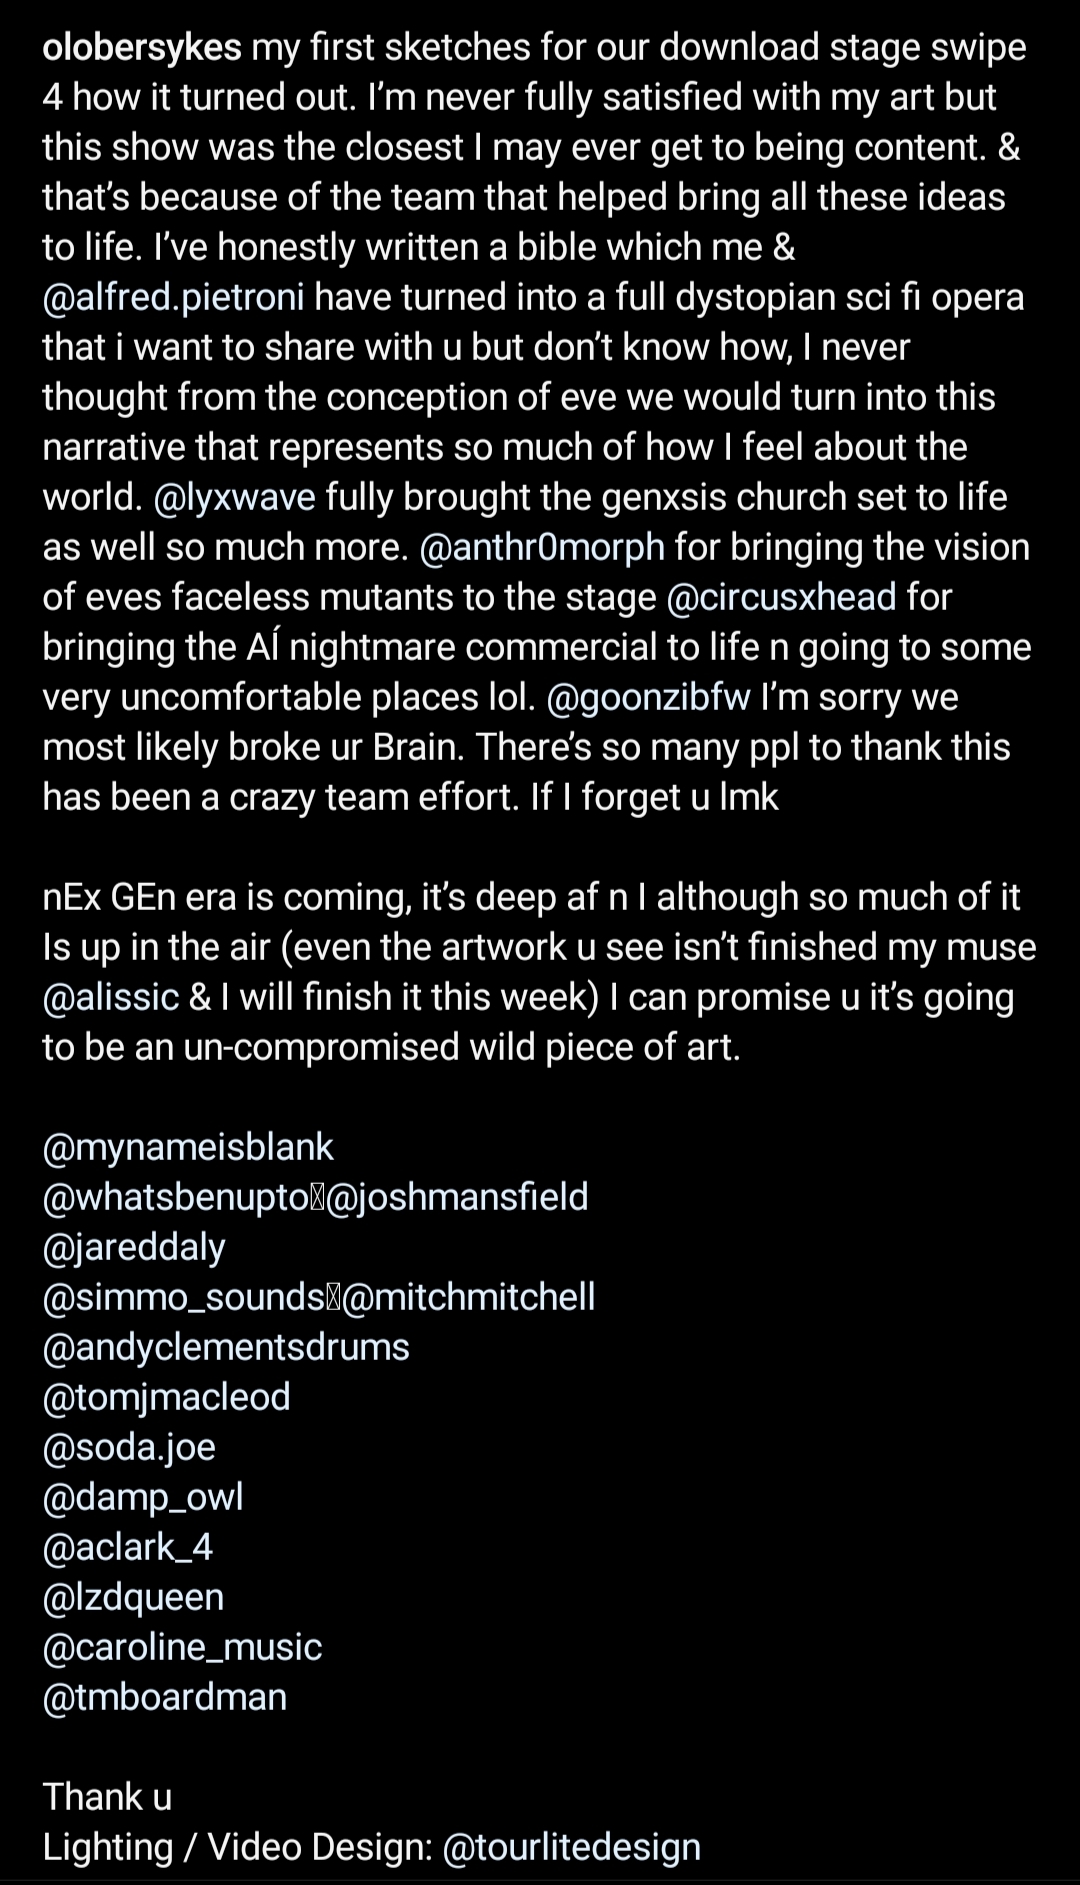 olobersykes my first sketches for our download stage swipe
4 how it turned out. I’m never fully satisfied with my art but
this show was the closest I may ever get to being content. &
that’s because of the team that helped bring all these ideas
to life. I’ve honestly written a bible which me &
@alfred.pietroni have turned into a full dystopian sci fi opera
that i want to share with u but don’t know how, I never
thought from the conception of eve we would turn into this
narrative that represents so much of how I feel about the
world. @lyxwave fully brought the genxsis church set to life
as well so much more. @anthr0morph for bringing the vision
of eves faceless mutants to the stage @circusxhead for
bringing the AÍ nightmare commercial to life n going to some
very uncomfortable places lol. @goonzibfw I’m sorry we
most likely broke ur Brain. There’s so many ppl to thank this
has been a crazy team effort. If I forget u lmk
nEx GEn era is coming, it’s deep af n I although so much of it
Is up in the air (even the artwork u see isn’t finished my muse
@alissic & I will finish it this week) I can promise u it’s going
to be an un-compromised wild piece of art.
@mynameisblank
@whatsbenupto @joshmansfield
@jareddaly
@simmo_sounds @mitchmitchell
@andyclementsdrums
@tomjmacleod
@soda.joe
@damp_owl
@aclark_4
@lzdqueen
@caroline_music
@tmboardman
Thank u
Lighting / Video Design: @tourlitedesign